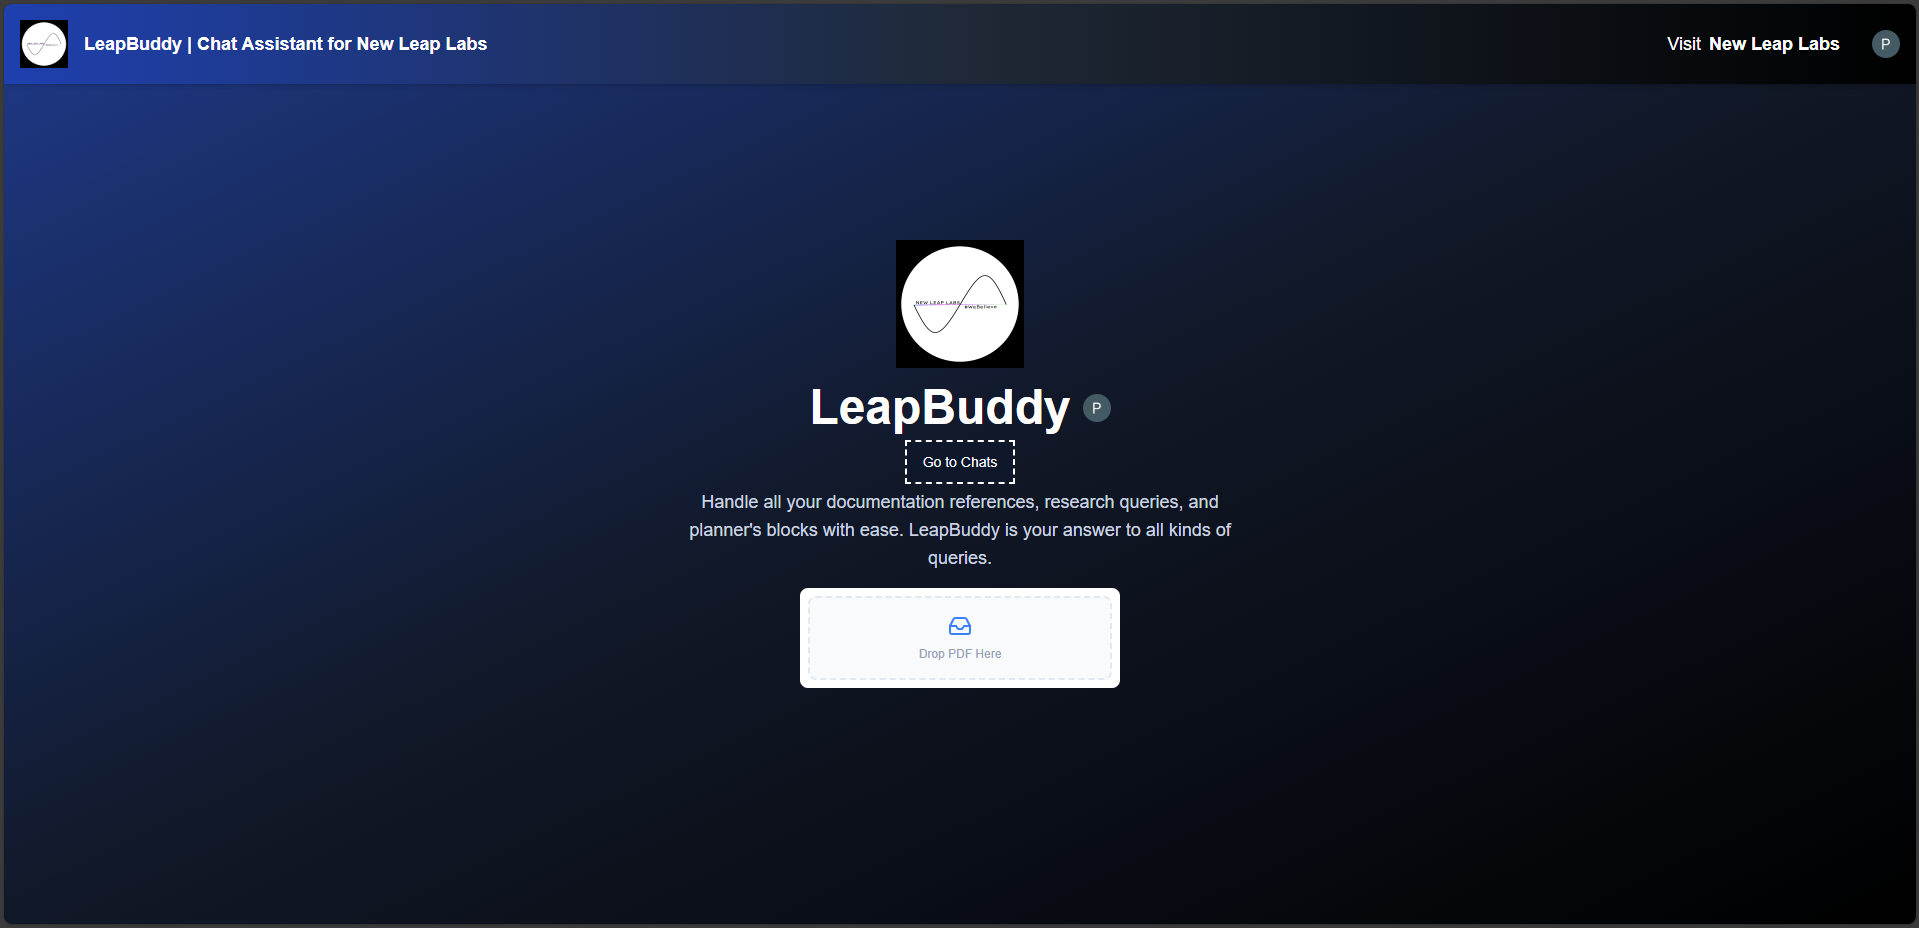 LeapBuddy | Chat Assistant for New Leap Labs
Visit New Leap Labs
P
NEW LEAP LABS
#WeBelieve
LeapBuddy P
Go to Chats
Handle all your documentation references, research queries, and
planner's blocks with ease. LeapBuddy is your answer to all kinds of
queries.
Drop PDF Here